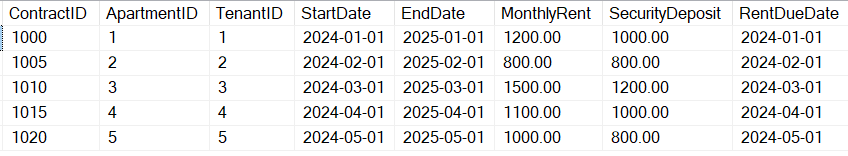 ContractID ApartmentID TenantID StartDate EndDate MonthlyRent SecurityDeposit RentDueDate
1000 1 1 2024-01-01 2025-01-01 1200.00 1000.00 2024-01-01
1005 2 2 2024-02-01 2025-02-01 800.00 800.00 2024-02-01
1010 3 3 2024-03-01 2025-03-01 1500.00 1200.00 2024-03-01
1015 4 4 2024-04-01 2025-04-01 1100.00 1000.00 2024-04-01
1020 5 5 2024-05-01 2025-05-01 1000.00 800.00 2024-05-01